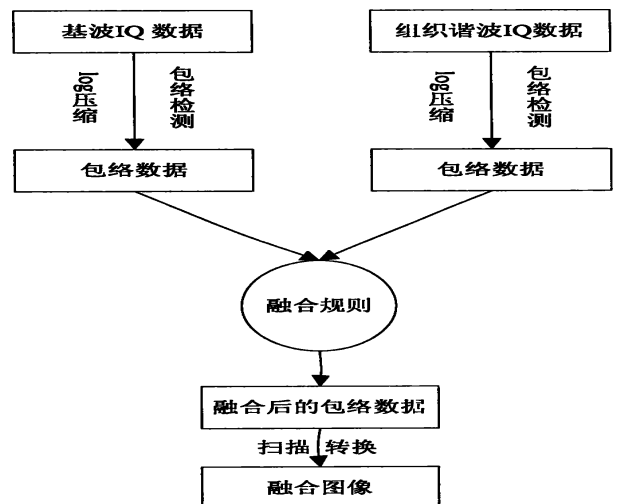 基波IQ 数据
组织谐波IQ数据
log压缩
包络检测
log压缩
包络检测
包络数据
包络数据
融合规则
融合后的包络数据
扫描 转换
融合图像